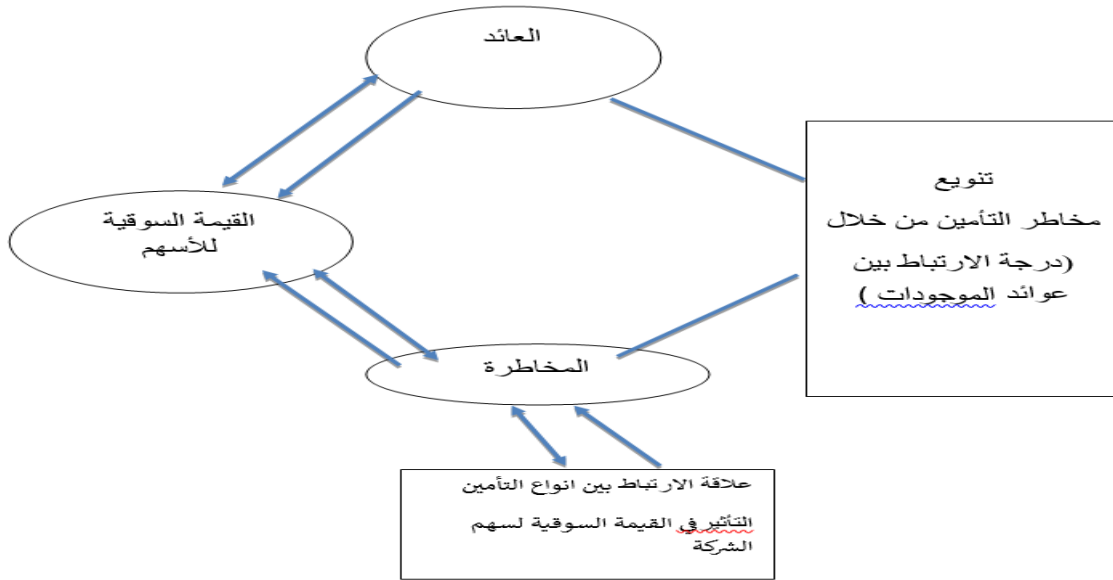 العائد
تنويع
مخاطر التأمين من خلال
(درجة الارتباط بين
عوائد الموجودات )
القيمة السوقية
للأسهم
المخاطرة
علاقة الارتباط بين انواع التأمين
التأثير في القيمة السوقية لسهم
الشركة